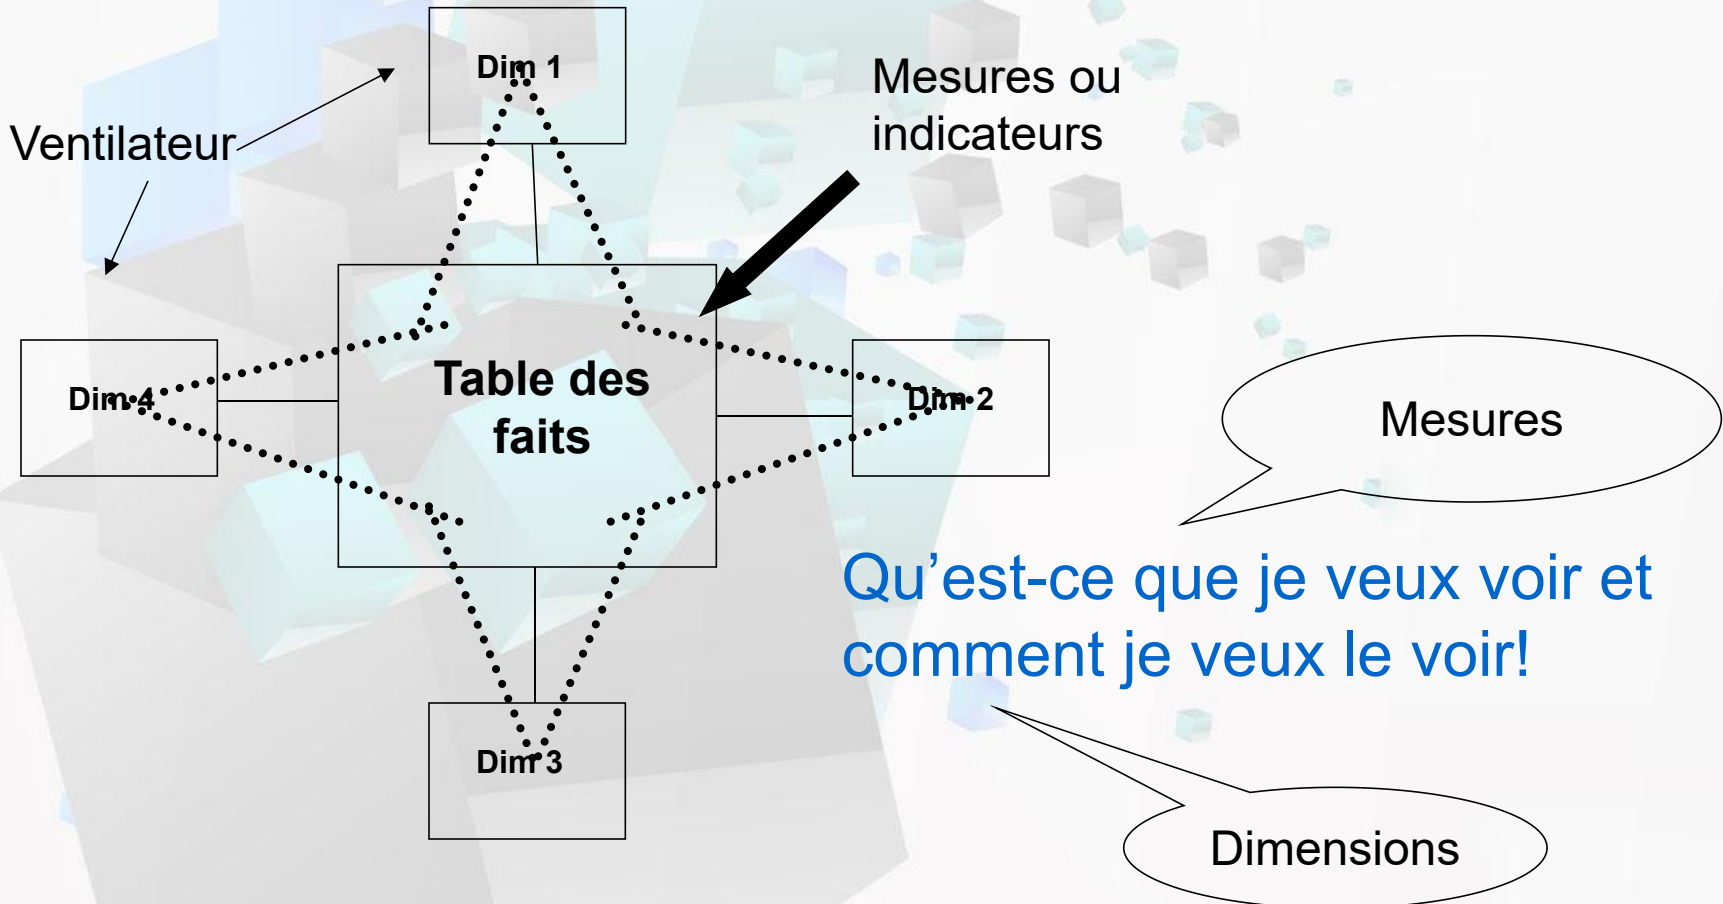 Dim 1
Ventilateur
Mesures ou
indicateurs
Dim 4
Table des
faits
Dim 2
Mesures
Qu’est-ce que je veux voir et
comment je veux le voir!
Dim 3
Dimensions